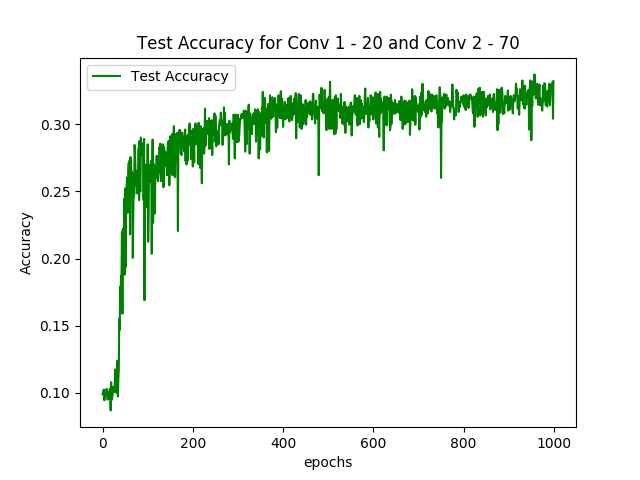 Test Accuracy for Conv 1 - 20 and Conv 2 - 70
Test Accuracy
0.30
0.25
0.20
0.15
0.10
Accuracy
0 200 400 600 800 1000
epochs